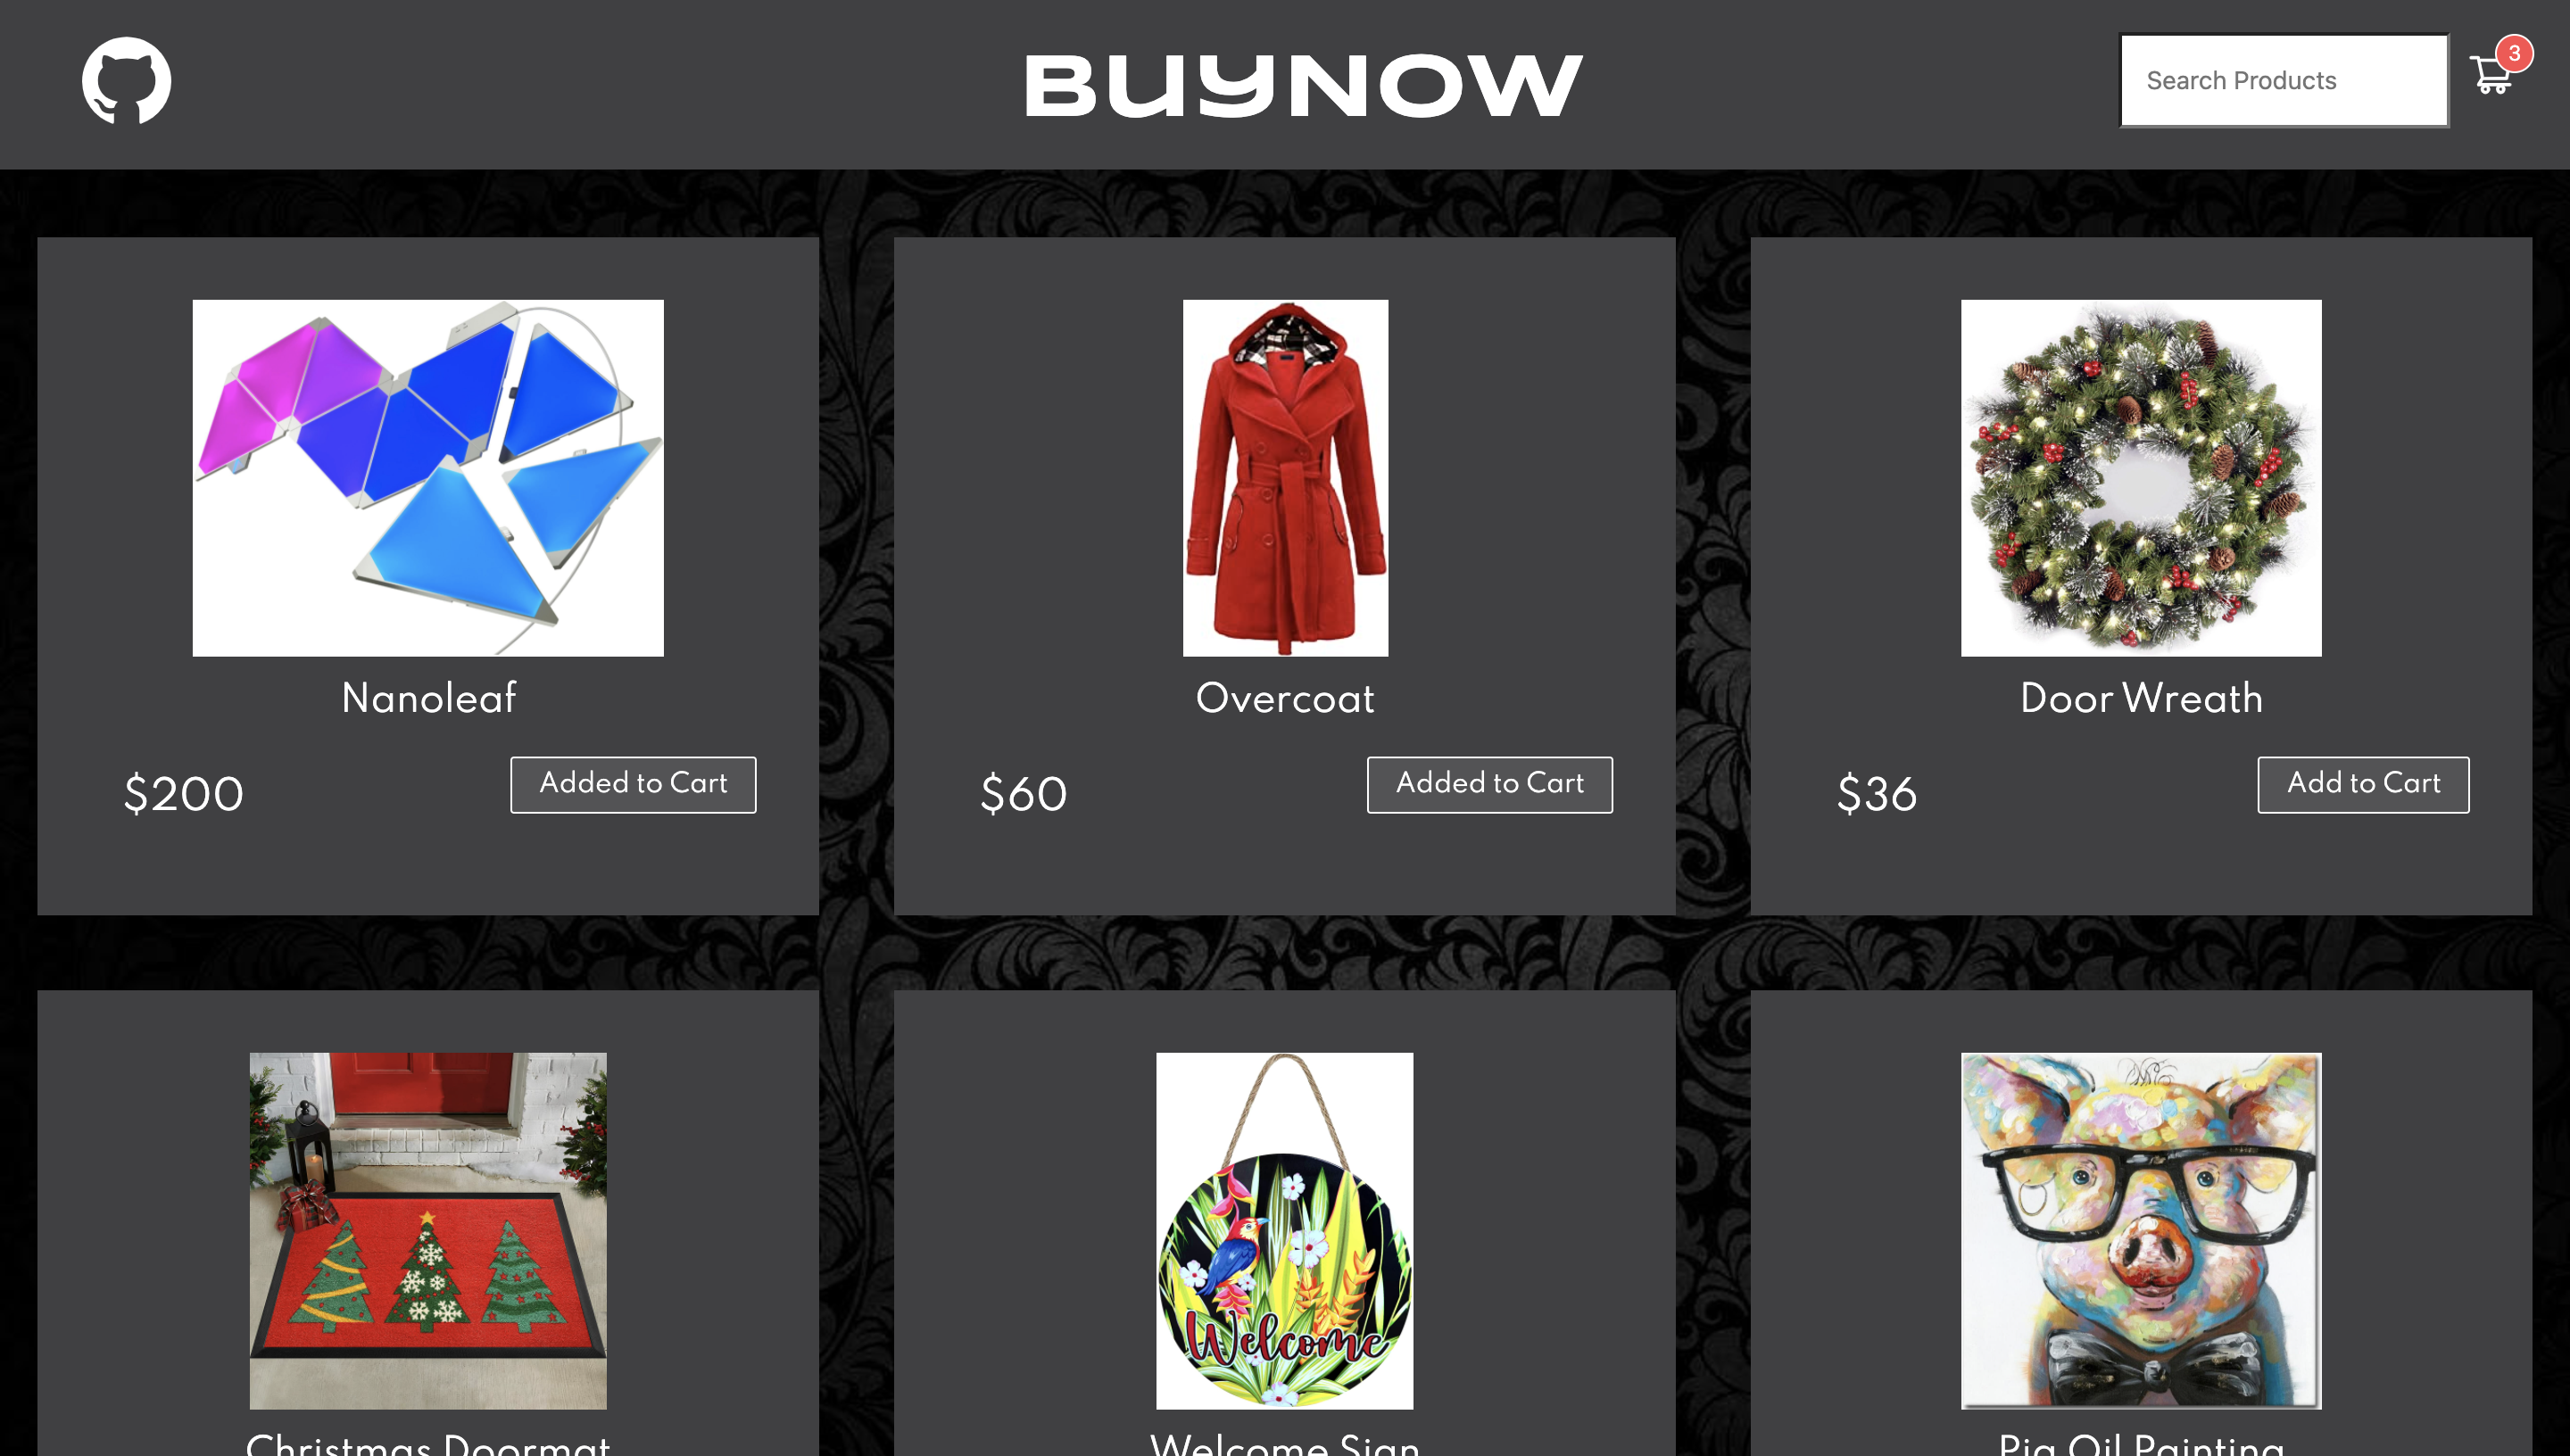 BUYNOW
Search Products
3
Nanoleaf
$200
Added to Cart
Overcoat
$60
Added to Cart
Door Wreath
$36
Add to Cart
Welcome
Christmas Doormat
Welcome Sign
Pig Oil Painting